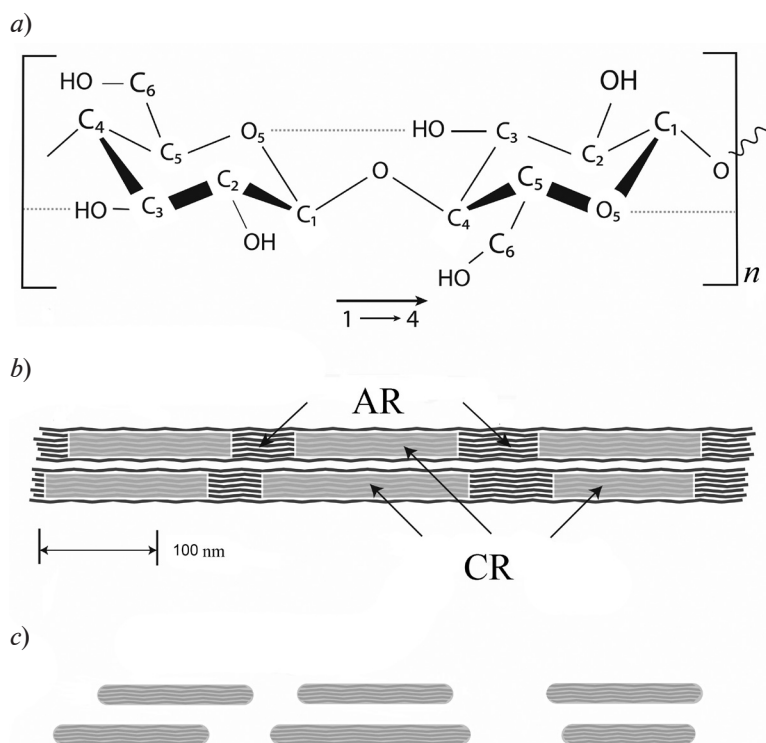 a)
HO C₆ OH
C₄ O₅ HO C₃ C₁
C₅ C₂ O
C₂ O C₅
HO C₃ C₁ C₄ O₅
OH C₆
HO n
1 → 4
b)
AR
100 nm
CR
c)